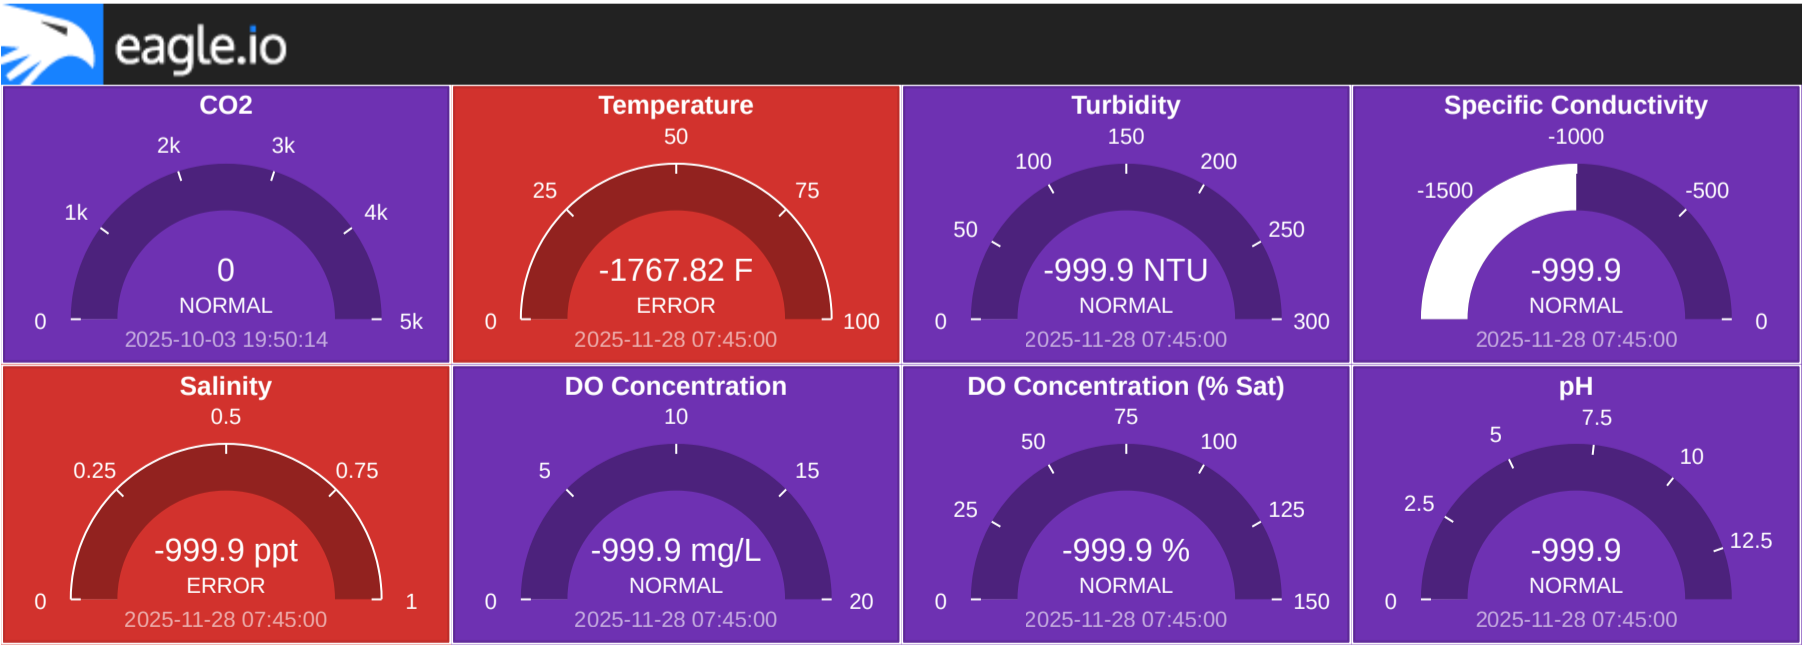 eagle.io
CO2
0
1k
2k
3k
4k
5k
0
NORMAL
2025-10-03 19:50:14
Temperature
0
25
50
75
100
-1767.82 F
ERROR
2025-11-28 07:45:00
Turbidity
0
50
100
150
200
250
300
-999.9 NTU
NORMAL
2025-11-28 07:45:00
Specific Conductivity
-1500
-1000
-500
0
-999.9
NORMAL
2025-11-28 07:45:00
Salinity
0
0.25
0.5
0.75
1
-999.9 ppt
ERROR
2025-11-28 07:45:00
DO Concentration
0
5
10
15
20
-999.9 mg/L
NORMAL
2025-11-28 07:45:00
DO Concentration (% Sat)
0
25
50
75
100
125
150
-999.9 %
NORMAL
2025-11-28 07:45:00
pH
0
2.5
5
7.5
10
12.5
-999.9
NORMAL
2025-11-28 07:45:00